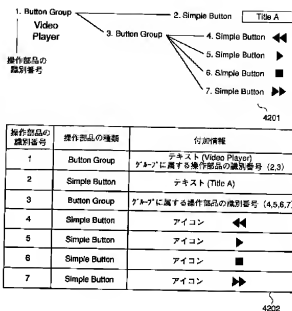 1. Button Group
Video
Player
操作部品の
識別番号
2. Simple Button
Title A
3. Button Group
4. Simple Button
5. Simple Button
6. Simple Button
7. Simple Button
4201
操作部品の
識別番号 操作部品の種類 付加情報
1 Button Group テキスト (Video Player)
グループに属する操作部品の識別番号 (2,3)
2 Simple Button テキスト (Title A)
3 Button Group グループに属する操作部品の識別番号 (4,5,6,7)
4 Simple Button アイコン
5 Simple Button アイコン
6 Simple Button アイコン
7 Simple Button アイコン
4202